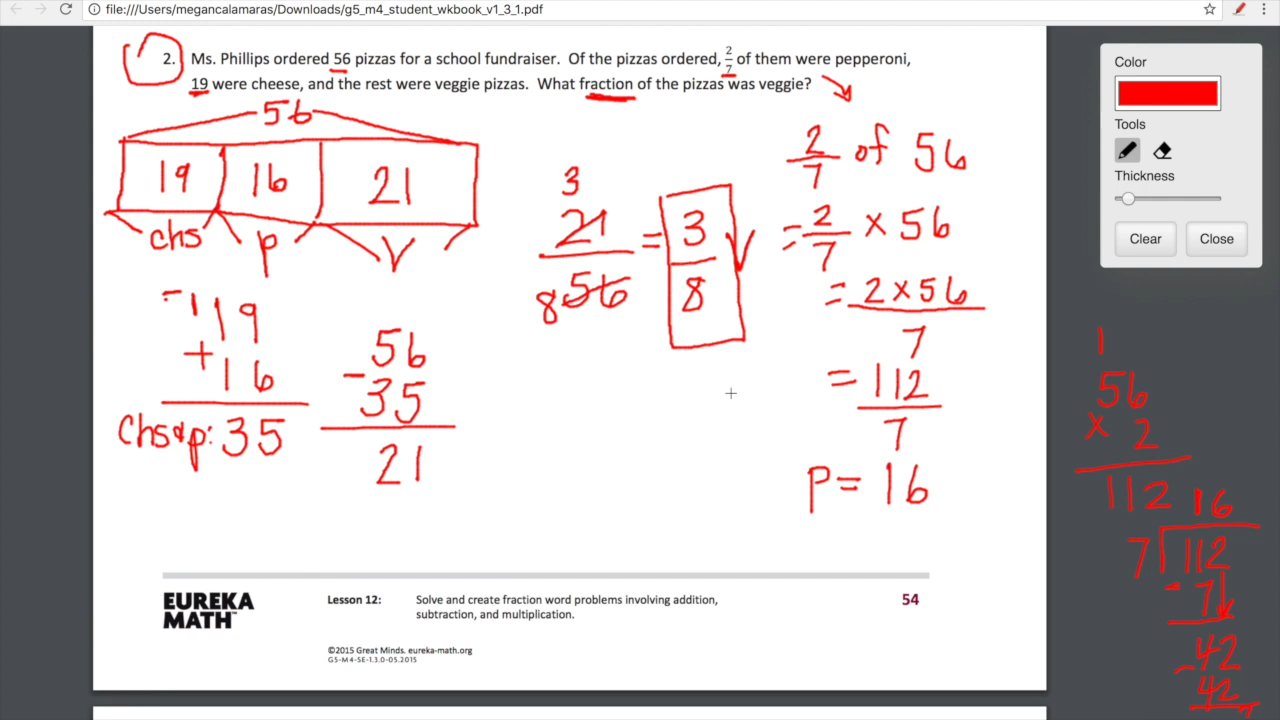 file:///Users/megancalamaras/Downloads/g5_m4_student_wkbook_v1_3_1.pdf
2. Ms. Phillips ordered 56 pizzas for a school fundraiser. Of the pizzas ordered, 2/7 of them were pepperoni,
19 were cheese, and the rest were veggie pizzas. What fraction of the pizzas was veggie?
56
19 16 21
chs p V
19
+ 16
chs & p: 35
1
56
- 35
21
3
21
8 56
= 3/8
2/7 of 56
= 2/7 x 56
= 2 x 56
7
= 112
7
p = 16
Color
Tools
Thickness
Clear
Close
1
56
x 2
112
16
7 112
- 7
42
- 42
EUREKA
MATH™
Lesson 12:
Solve and create fraction word problems involving addition,
subtraction, and multiplication.
54
©2015 Great Minds. eureka-math.org
G5-M4-SE-1.3.0-05.2015